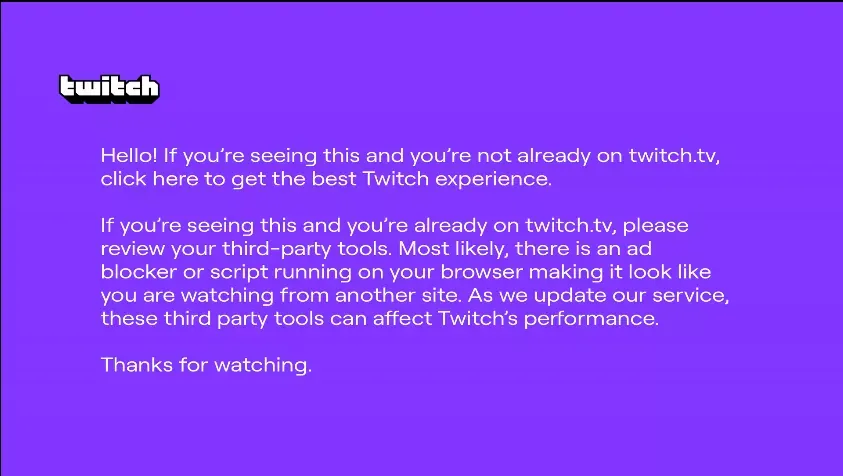 twitch
Hello! If you’re seeing this and you’re not already on twitch.tv,
click here to get the best Twitch experience.
If you’re seeing this and you’re already on twitch.tv, please
review your third-party tools. Most likely, there is an ad
blocker or script running on your browser making it look like
you are watching from another site. As we update our service,
these third party tools can affect Twitch’s performance.
Thanks for watching.